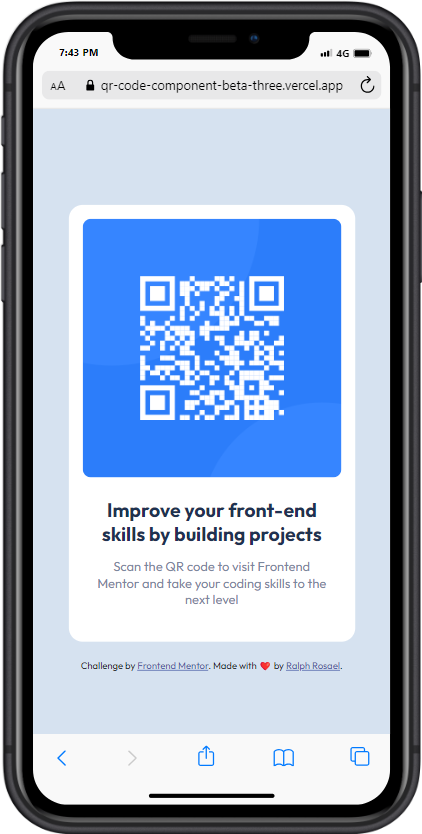 7:43 PM 4G
AA qr-code-component-beta-three.vercel.app
Improve your front-end
skills by building projects
Scan the QR code to visit Frontend
Mentor and take your coding skills to the
next level
Challenge by Frontend Mentor. Made with ❤️ by Ralph Rosael.